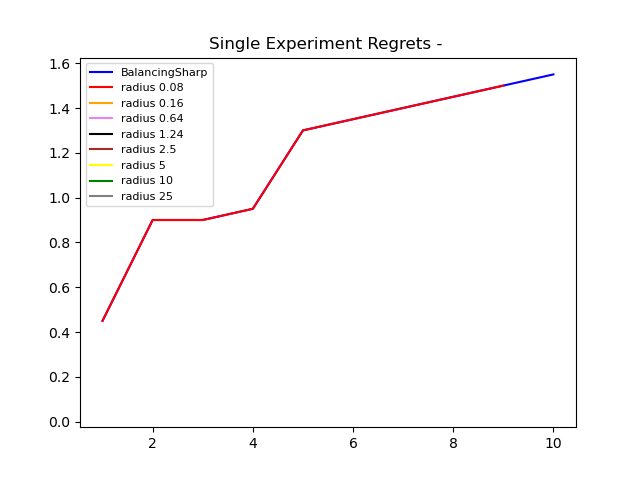 Single Experiment Regrets -
1.6
1.4
1.2
1.0
0.8
0.6
0.4
0.2
0.0
BalancingSharp
radius 0.08
radius 0.16
radius 0.64
radius 1.24
radius 2.5
radius 5
radius 10
radius 25
2 4 6 8 10